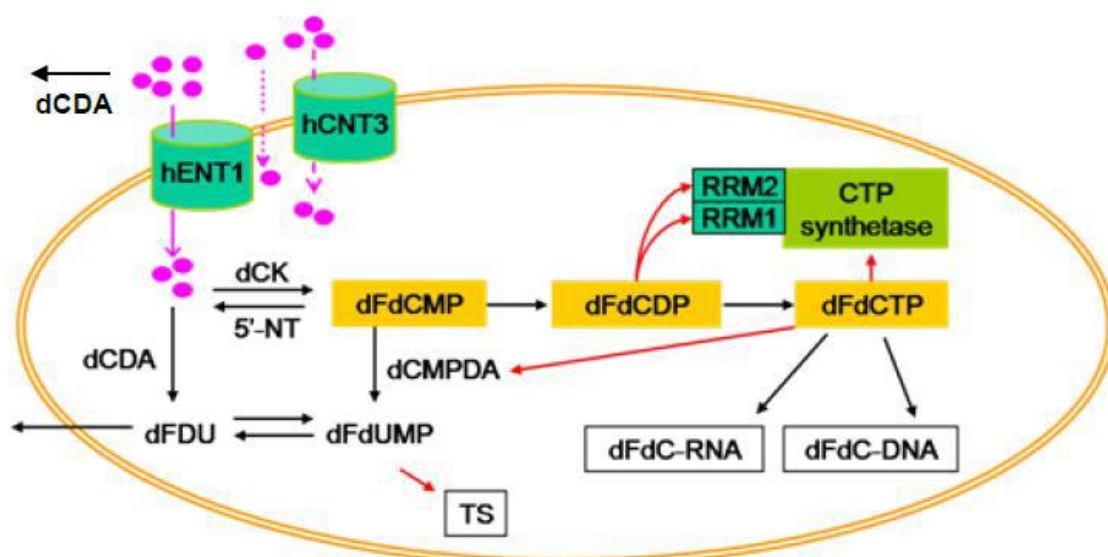 dCDA
hENT1
hCNT3
RRM2
RRM1
CTP
synthetase
dCK
5'-NT
dFdCMP
dFdCDP
dFdCTP
dCDA
dCMPDA
dFDU
dFdUMP
dFdC-RNA
dFdC-DNA
TS